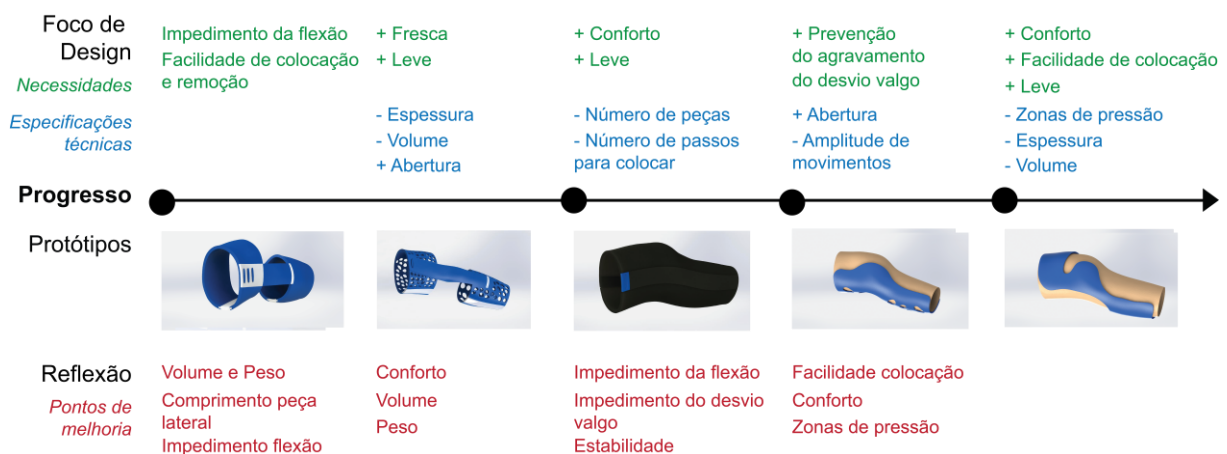 Foco de
Design
Necessidades
Especificações
técnicas
Impedimento da flexão
Facilidade de colocação
e remoção
+ Fresca
+ Leve
- Espessura
- Volume
+ Abertura
+ Conforto
+ Leve
- Número de peças
- Número de passos
para colocar
+ Prevenção
do agravamento
do desvio valgo
+ Abertura
- Amplitude de
movimentos
+ Conforto
+ Facilidade de colocação
+ Leve
- Zonas de pressão
- Espessura
- Volume
Progresso
Protótipos
Reflexão
Pontos de
melhoria
Volume e Peso
Comprimento peça
lateral
Impedimento flexão
Conforto
Volume
Peso
Impedimento da flexão
Impedimento do desvio
valgo
Estabilidade
Facilidade colocação
Conforto
Zonas de pressão